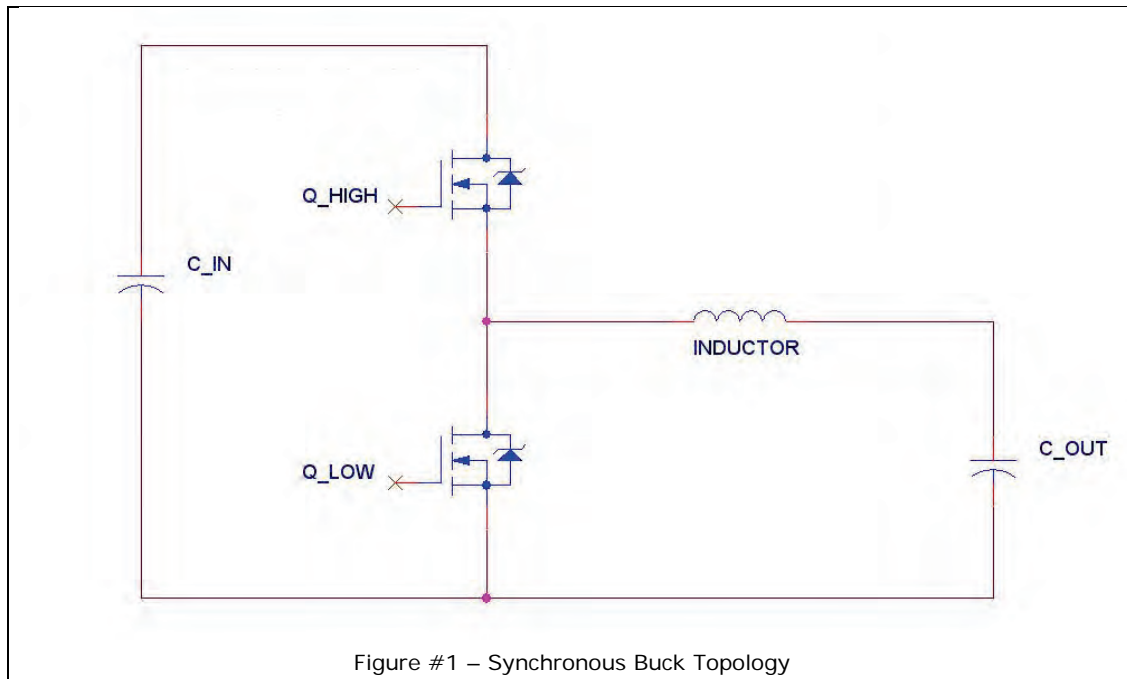 Q_HIGH
C_IN
INDUCTOR
Q_LOW
C_OUT
Figure #1 – Synchronous Buck Topology